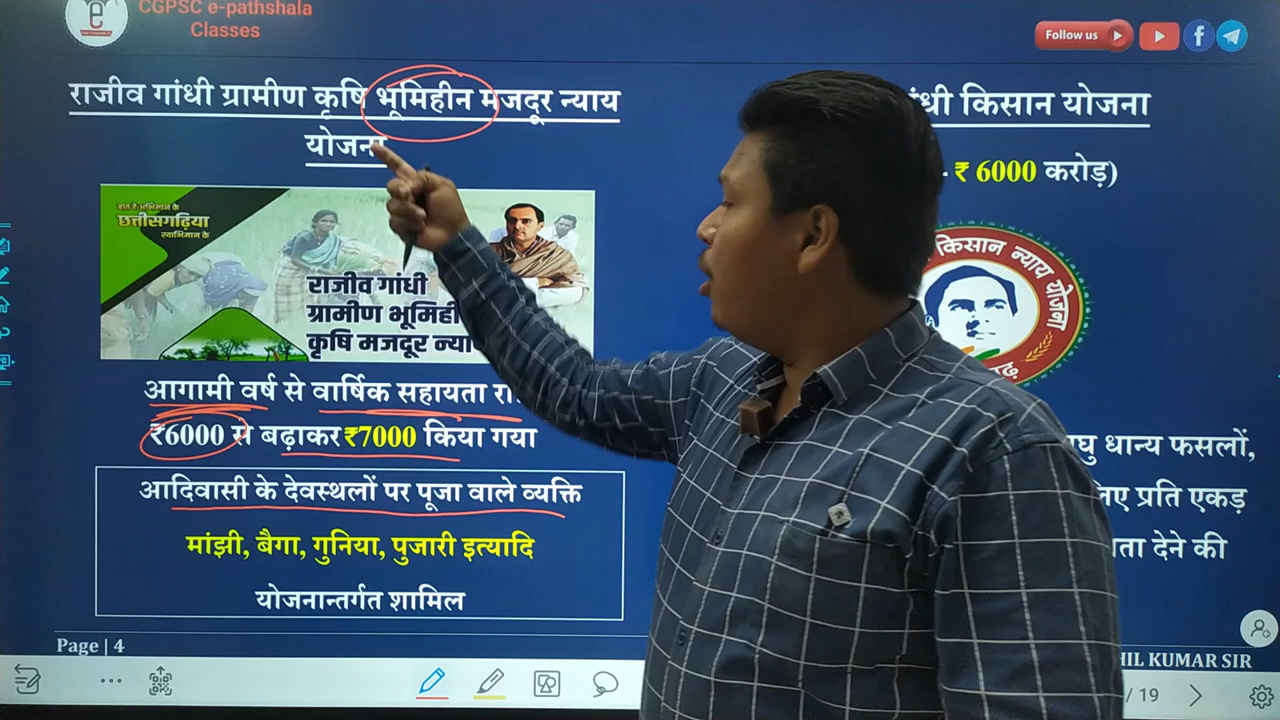 CGPSC e-pathshala
Classes
Follow us
राजीव गांधी ग्रामीण कृषि भूमिहीन मजदूर न्याय
योजना
बात है अभिमान के
छत्तीसगढ़िया
स्वाभिमान के
राजीव गांधी
ग्रामीण
कृषि मजदूर
आगामी वर्ष से वार्षिक सहायता
₹6000 से बढ़ाकर ₹7000 किया गया
आदिवासी के देवस्थलों पर पूजा वाले व्यक्ति
मांझी, बैगा, गुनिया, पुजारी इत्यादि
योजनान्तर्गत शामिल
Page | 4
किसान योजना
- ₹ 6000 करोड़)
किसान न्याय योजना
धान्य फसलों,
प्रति एकड़
देने की
KUMAR SIR
/ 19